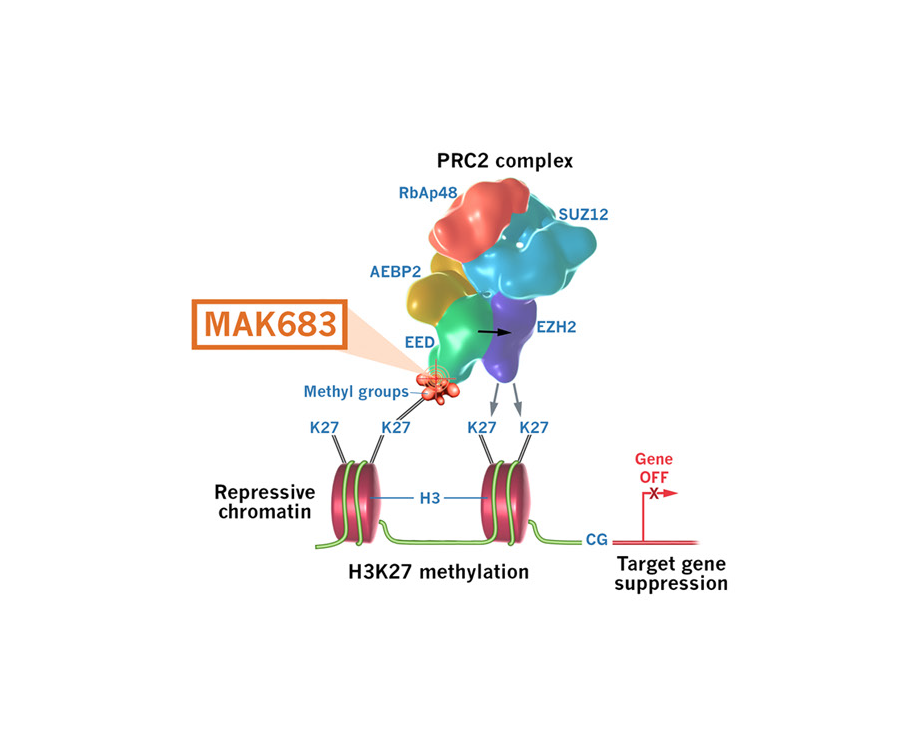 PRC2 complex
RbAp48
SUZ12
AEBP2
MAK683
EZH2
EED
Methyl groups
K27 K27 K27 K27
Gene
OFF
X
Repressive
chromatin
H3
CG
H3K27 methylation
Target gene
suppression